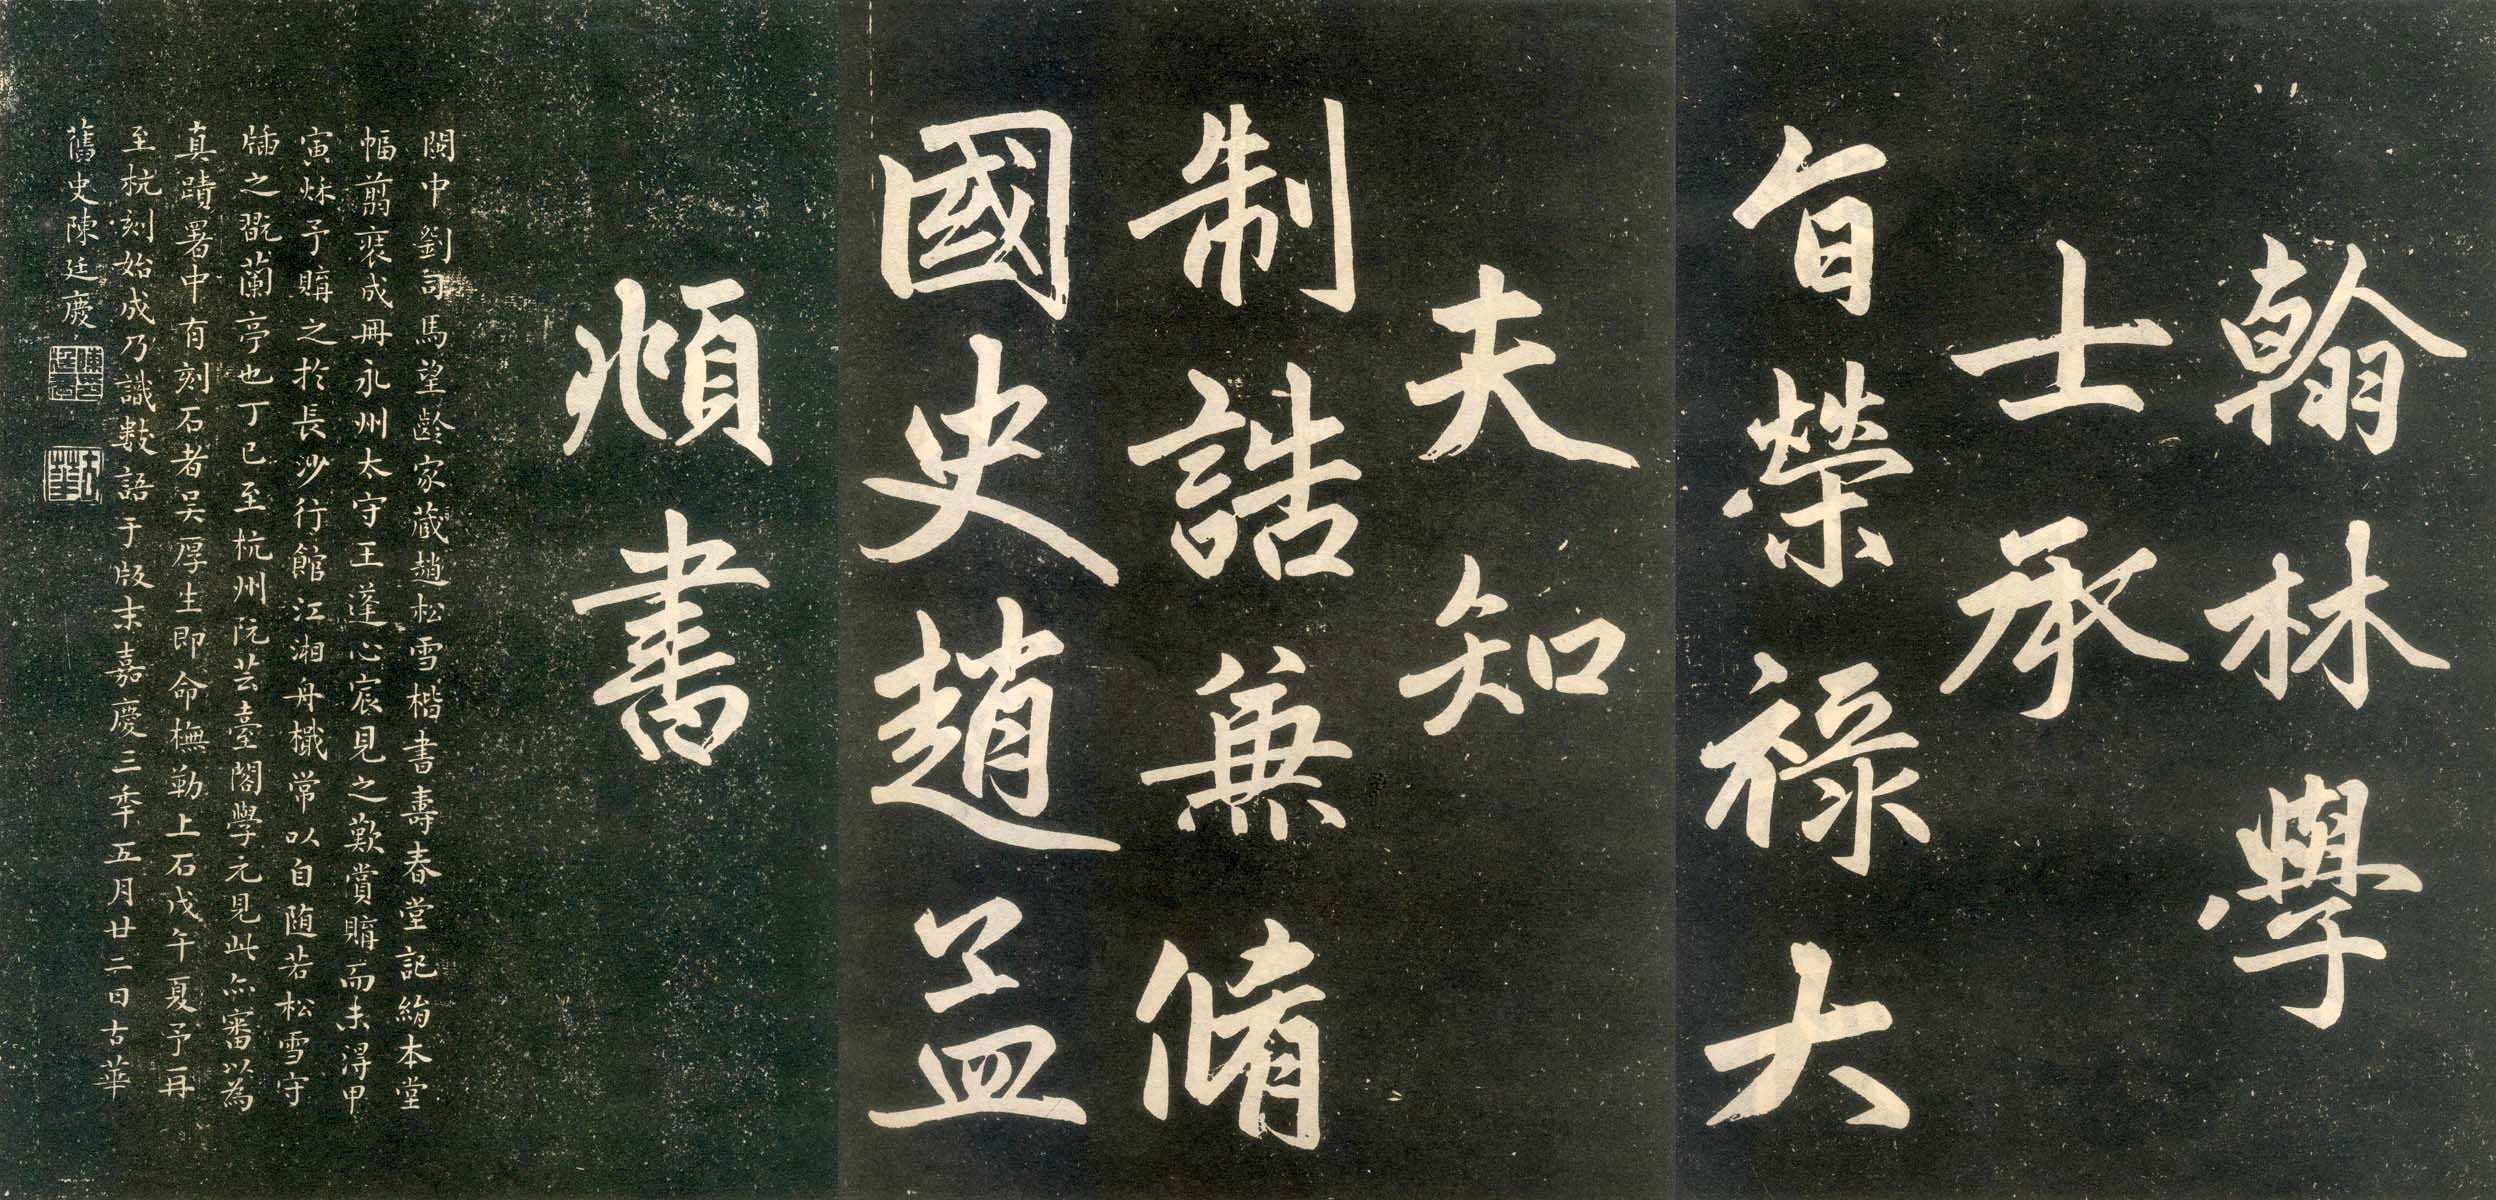 翰林學
士承
旨榮祿大
夫知
制誥兼脩
國史趙孟
頫書
閩中劉司馬望齡家藏趙松雪楷書壽春堂記絹本堂
幅翦裝成冊永州太守王蓬心宸見之歎賞購而未得甲
寅秌予購之於長沙行館江湘舟檥常以自隨若松雪守
之翫蘭亭也丁巳至杭州阮芸臺閣學元見此亦審以為
真蹟署中有刻石者吳厚生即命橅勒上石戊午夏予再
至杭刻始成乃識數語于版末嘉慶三年五月廿二日古華
舊史陳廷慶